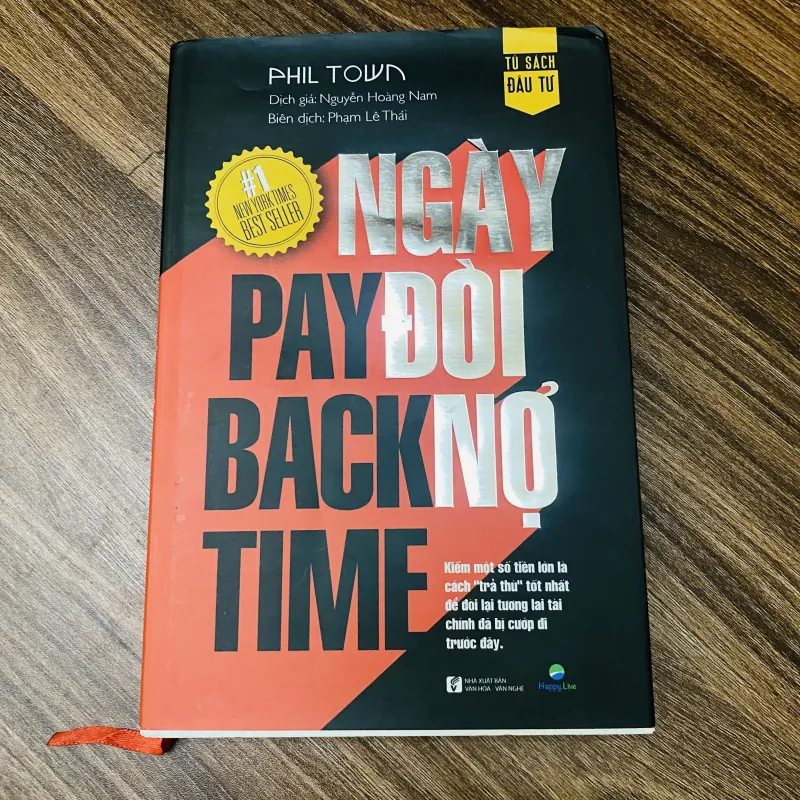 PHIL TOWN
Dịch giả: Nguyễn Hoàng Nam
Biên dịch: Phạm Lê Thái
TỦ SÁCH
ĐẦU TƯ
#1
NEW YORK TIMES
BEST SELLER
NGÀY
ĐÒI
NỢ
PAY
BACK
TIME
Kiếm một số tiền lớn là
cách "trả thù" tốt nhất
để đòi lại tương lai tài
chính đã bị cướp đi
trước đây.
NHÀ XUẤT BẢN
VĂN HÓA - VĂN NGHỆ
Happy.Live